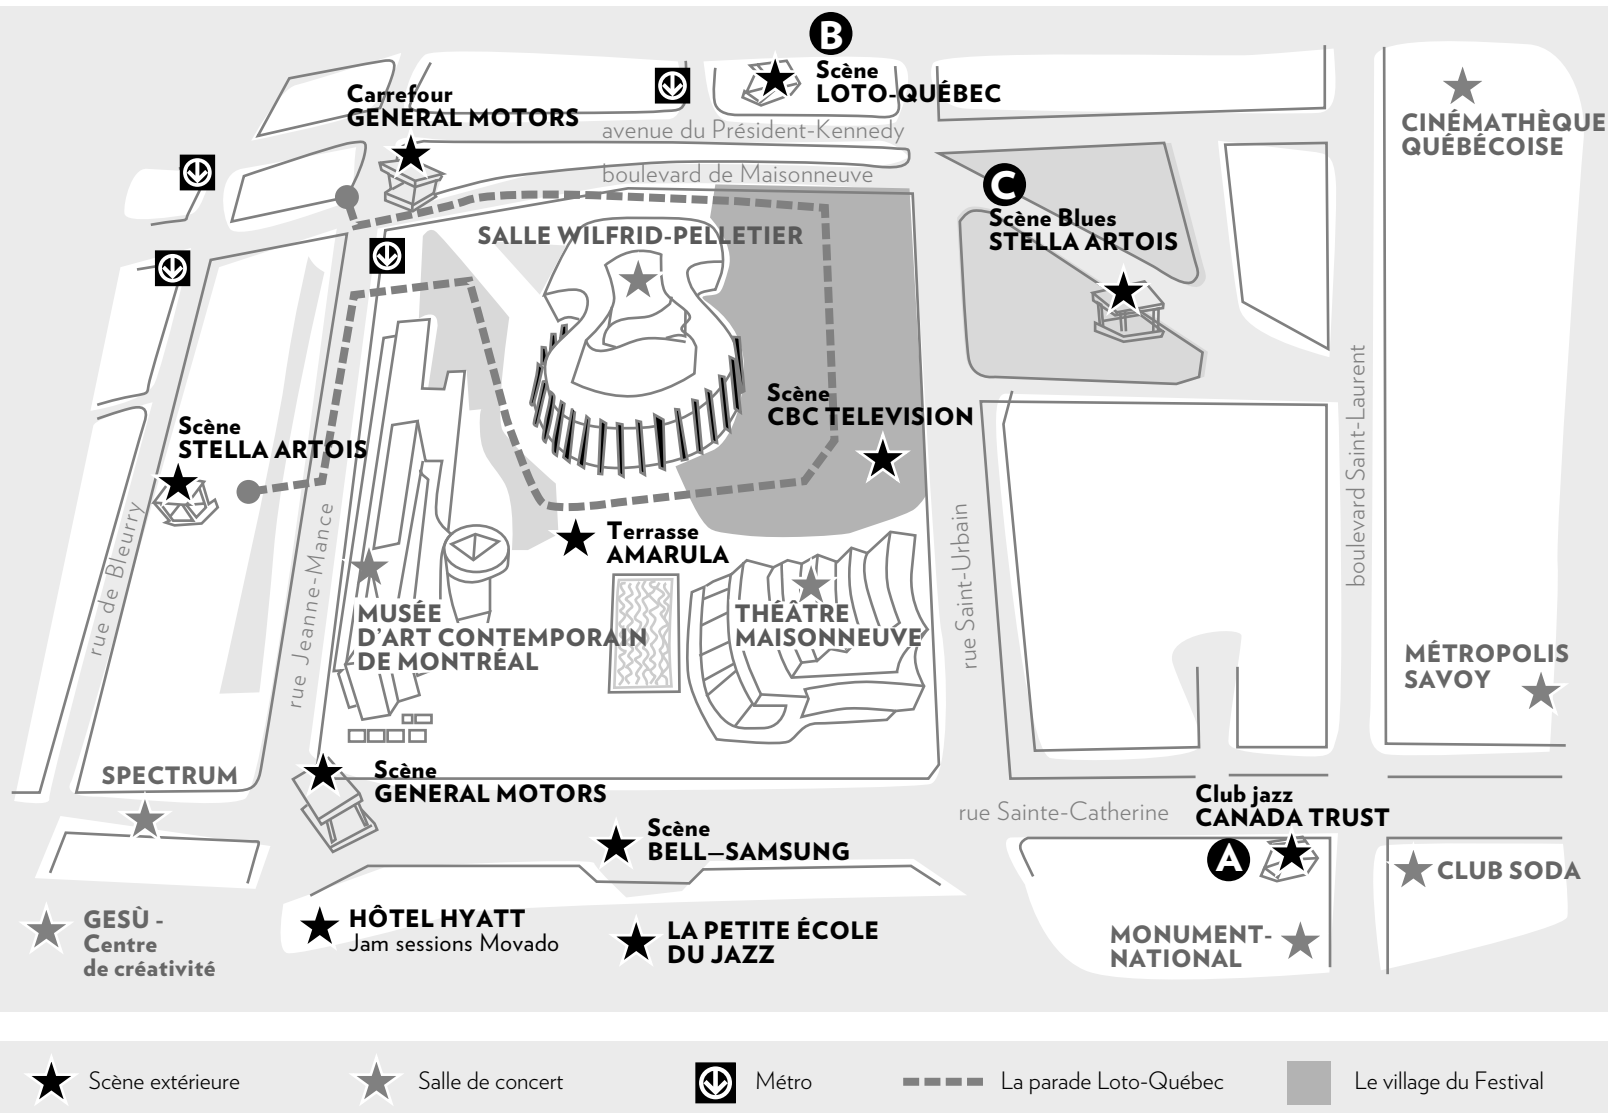 B
Scène
LOTO-QUÉBEC
Carrefour
GENERAL MOTORS
avenue du Président-Kennedy
boulevard de Maisonneuve
CINÉMATHÈQUE
QUÉBÉCOISE
C
Scène Blues
STELLA ARTOIS
SALLE WILFRID-PELLETIER
Scène
CBC TELEVISION
Scène
STELLA ARTOIS
rue de Bleurry
rue Jeanne-Mance
Terrasse
AMARULA
rue Saint-Urbain
boulevard Saint-Laurent
MUSÉE
D'ART CONTEMPORAIN
DE MONTRÉAL
THÉÂTRE
MAISONNEUVE
MÉTROPOLIS
SAVOY
SPECTRUM
Scène
GENERAL MOTORS
rue Sainte-Catherine
Club jazz
CANADA TRUST
Scène
BELL—SAMSUNG
A
CLUB SODA
GESÙ -
Centre
de créativité
HÔTEL HYATT
Jam sessions Movado
LA PETITE ÉCOLE
DU JAZZ
MONUMENT-
NATIONAL
Scène extérieure
Salle de concert
Métro
La parade Loto-Québec
Le village du Festival